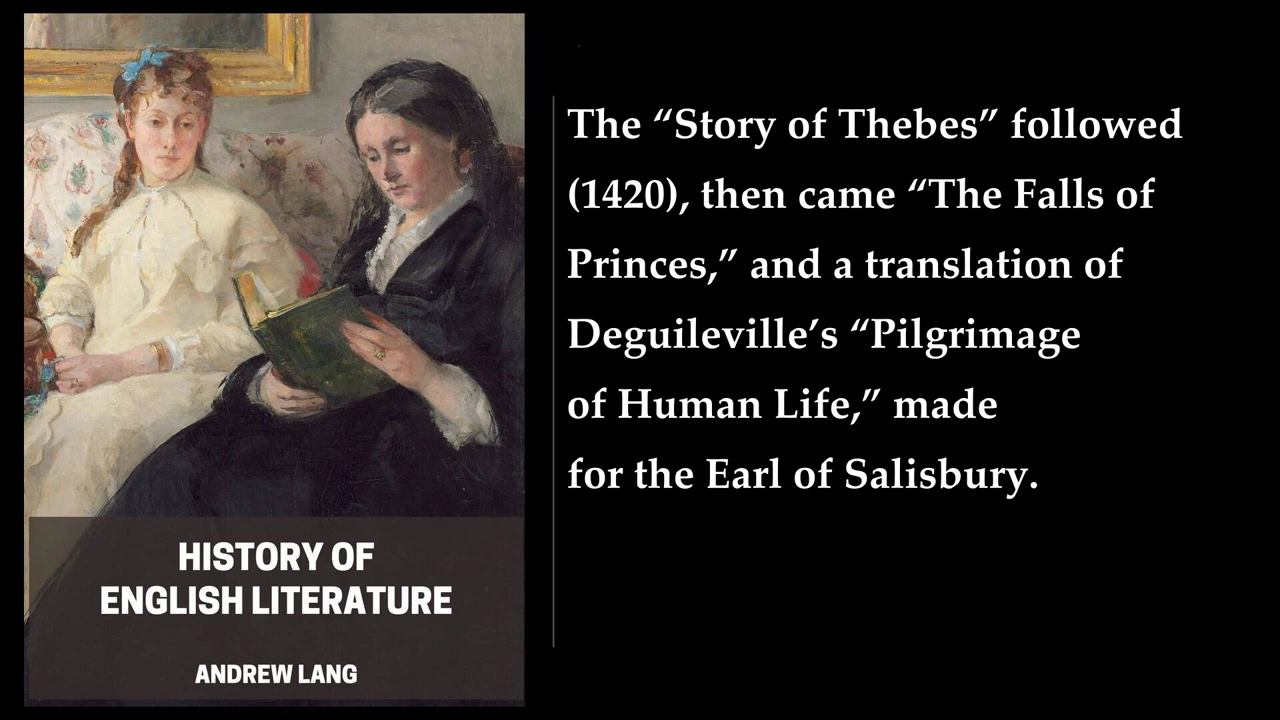 The “Story of Thebes” followed
(1420), then came “The Falls of
Princes,” and a translation of
Deguileville’s “Pilgrimage
of Human Life,” made
for the Earl of Salisbury.
HISTORY OF
ENGLISH LITERATURE
ANDREW LANG